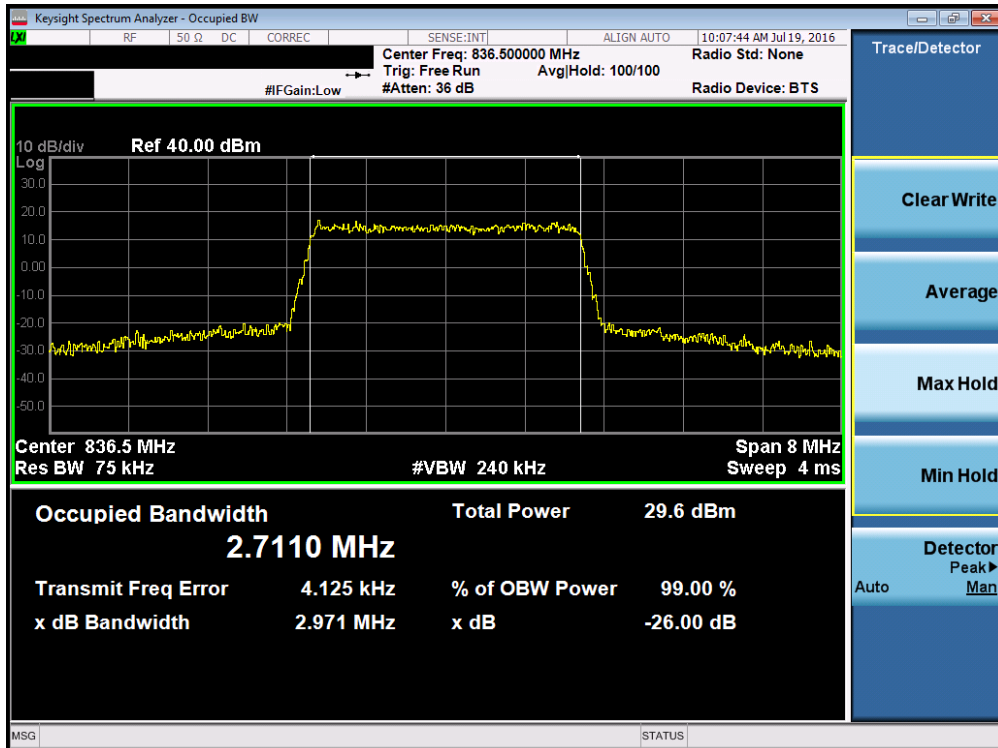 Keysight Spectrum Analyzer - Occupied BW
LXI RF 50 Ω DC CORREC SENSE:INT ALIGN AUTO 10:07:44 AM Jul 19, 2016
Center Freq: 836.500000 MHz Radio Std: None
Trig: Free Run Avg|Hold: 100/100
#IFGain:Low #Atten: 36 dB Radio Device: BTS
10 dB/div Ref 40.00 dBm
Log
30.0
20.0
10.0
0.00
-10.0
-20.0
-30.0
-40.0
-50.0
Center 836.5 MHz Span 8 MHz
Res BW 75 kHz #VBW 240 kHz Sweep 4 ms
Occupied Bandwidth Total Power 29.6 dBm
2.7110 MHz
Transmit Freq Error 4.125 kHz % of OBW Power 99.00 %
x dB Bandwidth 2.971 MHz x dB -26.00 dB
MSG STATUS
Trace/Detector
Clear Write
Average
Max Hold
Min Hold
Detector
Peak▶
Auto Man